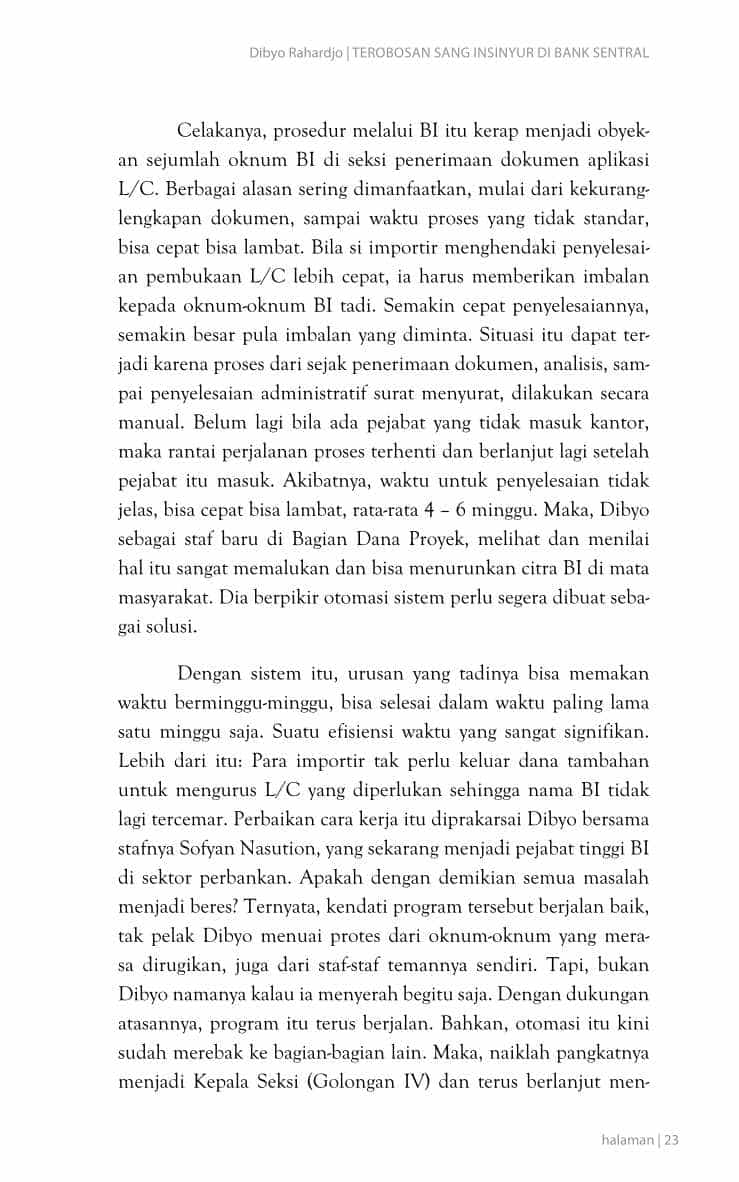 Dibyo Rahardjo | TEROBOSAN SANG INSINYUR DI BANK SENTRAL
Celakanya, prosedur melalui BI itu kerap menjadi obyek-
an sejumlah oknum BI di seksi penerimaan dokumen aplikasi
L/C. Berbagai alasan sering dimanfaatkan, mulai dari kekurang-
lengkapan dokumen, sampai waktu proses yang tidak standar,
bisa cepat bisa lambat. Bila si importir menghendaki penyelesai-
an pembukaan L/C lebih cepat, ia harus memberikan imbalan
kepada oknum-oknum BI tadi. Semakin cepat penyelesaiannya,
semakin besar pula imbalan yang diminta. Situasi itu dapat ter-
jadi karena proses dari sejak penerimaan dokumen, analisis, sam-
pai penyelesaian administratif surat menyurat, dilakukan secara
manual. Belum lagi bila ada pejabat yang tidak masuk kantor,
maka rantai perjalanan proses terhenti dan berlanjut lagi setelah
pejabat itu masuk. Akibatnya, waktu untuk penyelesaian tidak
jelas, bisa cepat bisa lambat, rata-rata 4 – 6 minggu. Maka, Dibyo
sebagai staf baru di Bagian Dana Proyek, melihat dan menilai
hal itu sangat memalukan dan bisa menurunkan citra BI di mata
masyarakat. Dia berpikir otomasi sistem perlu segera dibuat seba-
gai solusi.
Dengan sistem itu, urusan yang tadinya bisa memakan
waktu berminggu-minggu, bisa selesai dalam waktu paling lama
satu minggu saja. Suatu efisiensi waktu yang sangat signifikan.
Lebih dari itu: Para importir tak perlu keluar dana tambahan
untuk mengurus L/C yang diperlukan sehingga nama BI tidak
lagi tercemar. Perbaikan cara kerja itu diprakarsai Dibyo bersama
stafnya Sofyan Nasution, yang sekarang menjadi pejabat tinggi BI
di sektor perbankan. Apakah dengan demikian semua masalah
menjadi beres? Ternyata, kendati program tersebut berjalan baik,
tak pelak Dibyo menuai protes dari oknum-oknum yang mera-
sa dirugikan, juga dari staf-staf temannya sendiri. Tapi, bukan
Dibyo namanya kalau ia menyerah begitu saja. Dengan dukungan
atasannya, program itu terus berjalan. Bahkan, otomasi itu kini
sudah merebak ke bagian-bagian lain. Maka, naiklah pangkatnya
menjadi Kepala Seksi (Golongan IV) dan terus berlanjut men-
halaman | 23